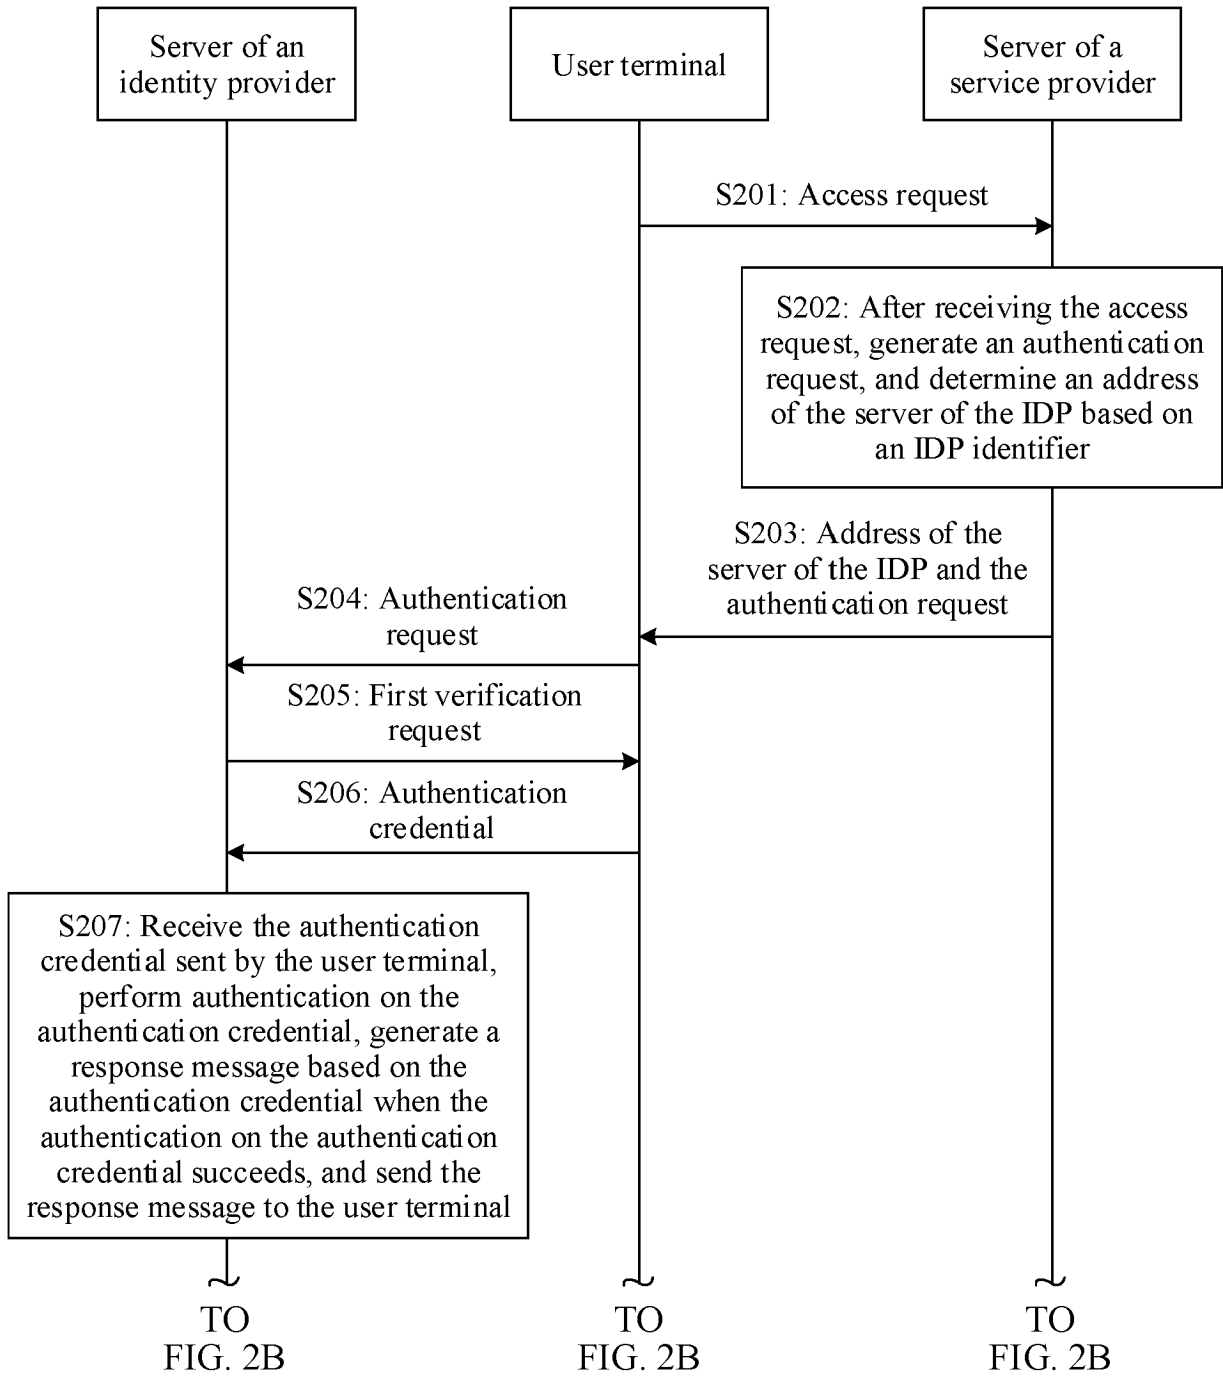 Server of an
identity provider
User terminal
Server of a
service provider
S201: Access request
S202: After receiving the access
request, generate an authentication
request, and determine an address
of the server of the IDP based on
an IDP identifier
S203: Address of the
server of the IDP and the
authentication request
S204: Authentication
request
S205: First verification
request
S206: Authentication
credential
S207: Receive the authentication
credential sent by the user terminal,
perform authentication on the
authentication credential, generate a
response message based on the
authentication credential when the
authentication on the authentication
credential succeeds, and send the
response message to the user terminal
TO
FIG. 2B
TO
FIG. 2B
TO
FIG. 2B